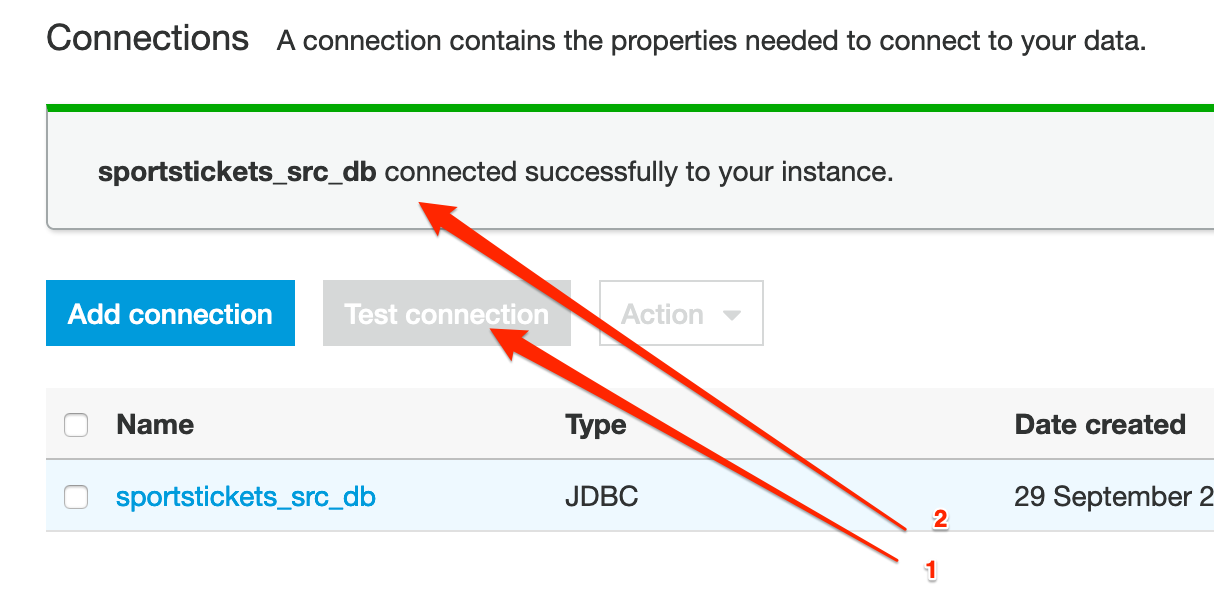 Connections A connection contains the properties needed to connect to your data.
sportstickets_src_db connected successfully to your instance.
Add connection Test connection Action
Name Type Date created
sportstickets_src_db JDBC 29 September 2
2
1